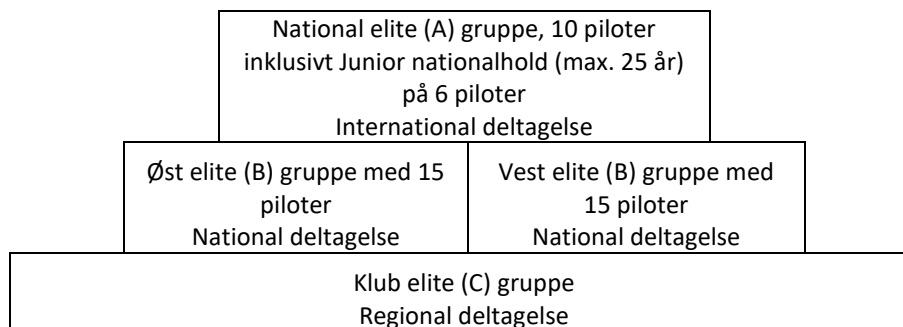 National elite (A) gruppe, 10 piloter
inklusivt Junior nationalhold (max. 25 år)
på 6 piloter
International deltagelse
Øst elite (B) gruppe med 15
piloter
National deltagelse
Vest elite (B) gruppe med
15 piloter
National deltagelse
Klub elite (C) gruppe
Regional deltagelse